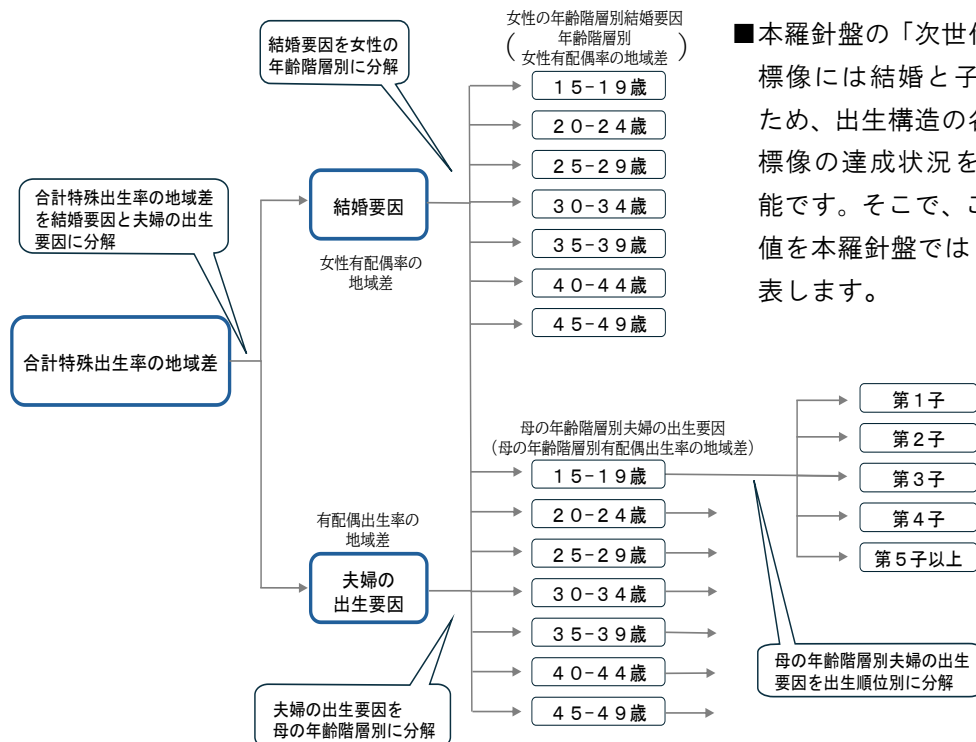 結婚要因を女性の
年齢階層別に分解
女性の年齢階層別結婚要因
(年齢階層別
女性有配偶率の地域差)
15-19歳
20-24歳
25-29歳
30-34歳
35-39歳
40-44歳
45-49歳
合計特殊出生率の地域差
を結婚要因と夫婦の出生
要因に分解
結婚要因
女性有配偶率の
地域差
合計特殊出生率の地域差
有配偶出生率の
地域差
夫婦の
出生要因
母の年齢階層別夫婦の出生要因
(母の年齢階層別有配偶出生率の地域差)
15-19歳
20-24歳
25-29歳
30-34歳
35-39歳
40-44歳
45-49歳
夫婦の出生要因を
母の年齢階層別に分解
第1子
第2子
第3子
第4子
第5子以上
母の年齢階層別夫婦の出生
要因を出生順位別に分解
■本羅針盤の「次世
標像には結婚と子
ため、出生構造の
標像の達成状況を
能です。そこで、こ
値を本羅針盤では
表します。